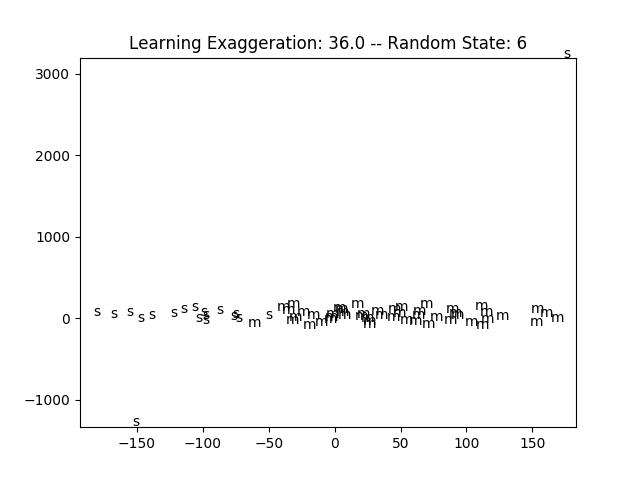 Learning Exaggeration: 36.0 -- Random State: 6
s
3000
2000
1000
0
−1000
s s s s s s s s s s s s s s s s s s m m m m m m m m m m m m m m m m m m m m m m m m m m m m m m m m m m m m m m m m m m m m m m m m m m
s
−150 −100 −50 0 50 100 150